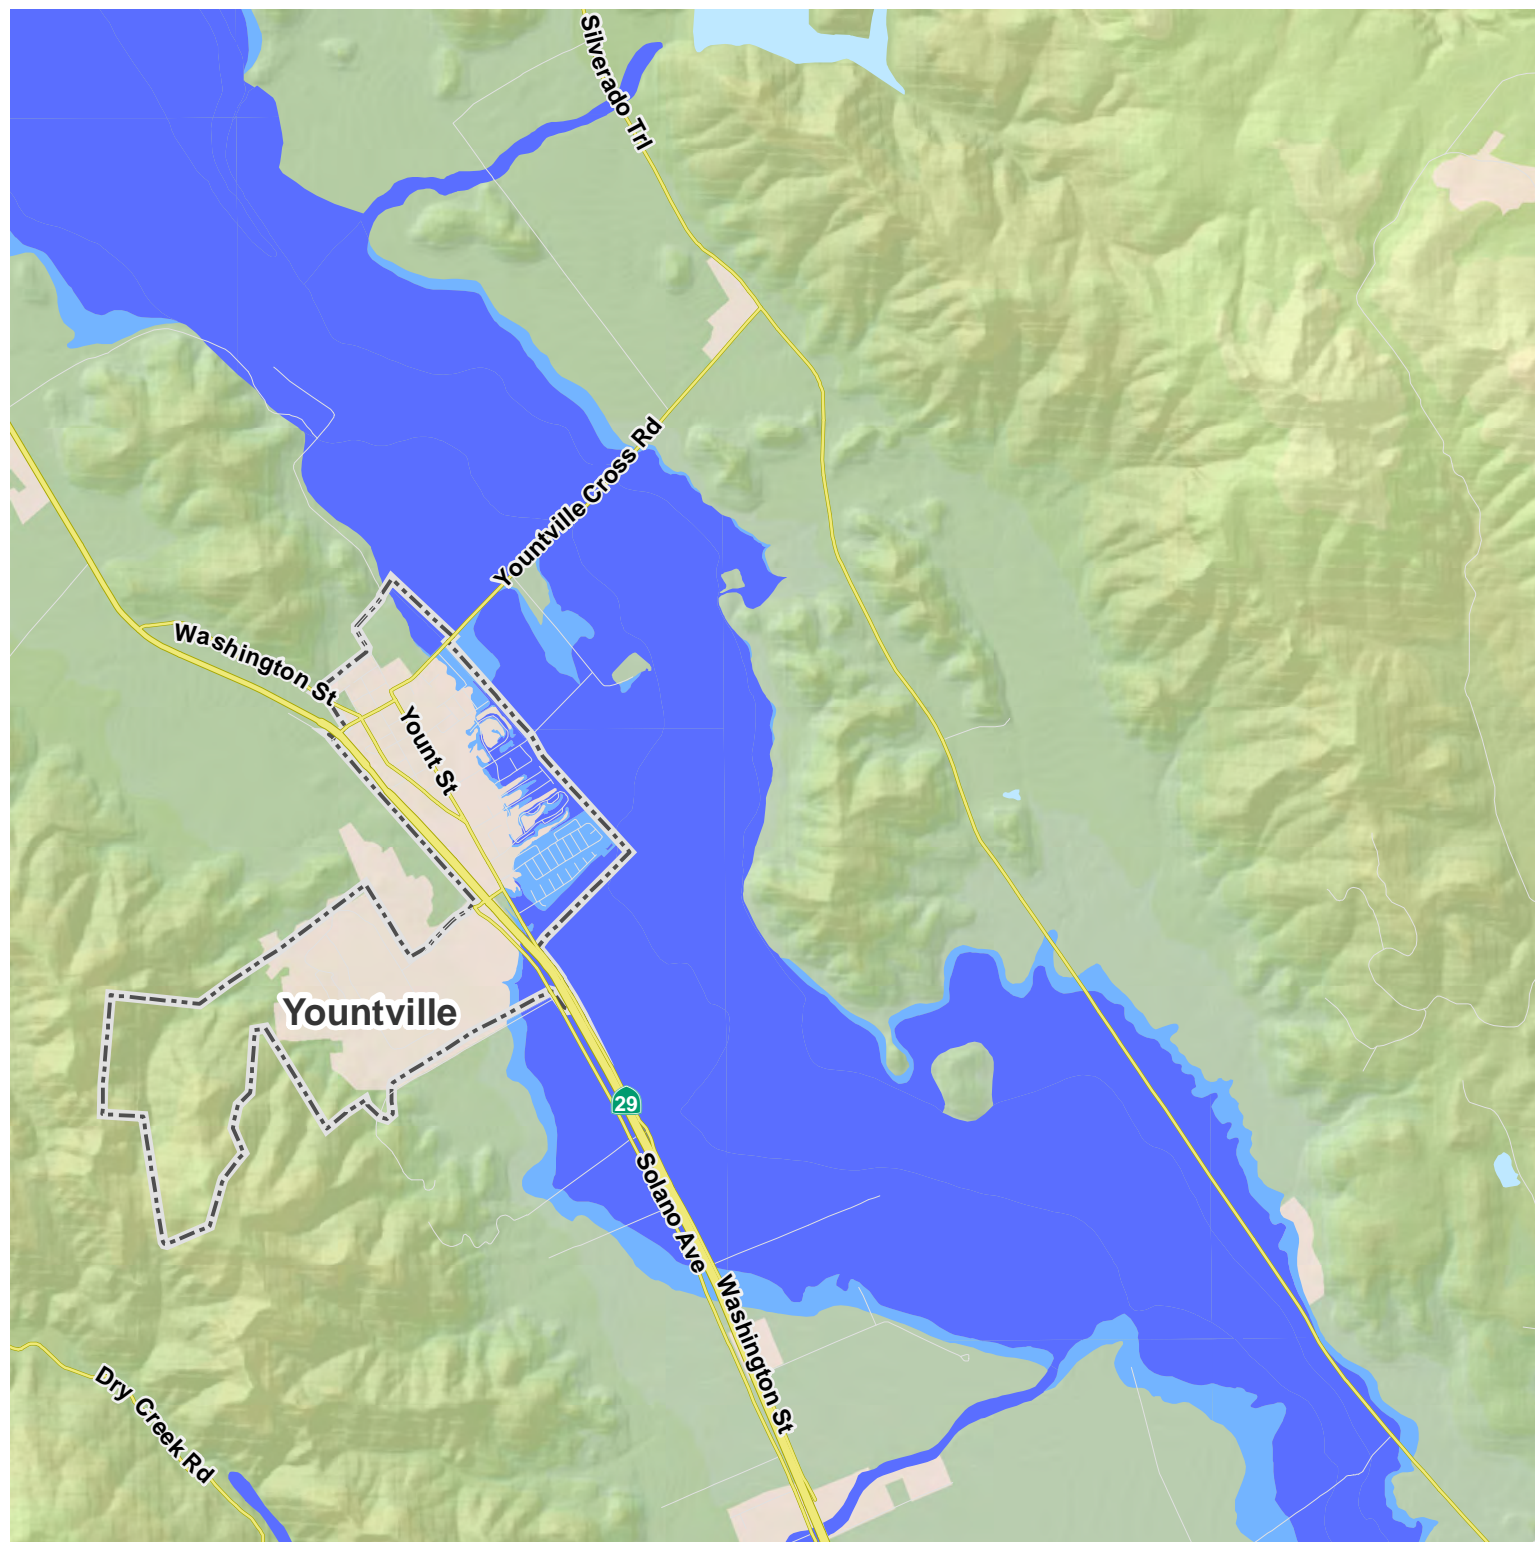 Silverado Trl
Yountville Cross Rd
Washington St
Yount St
Yountville
29
Solano Ave
Washington St
Dry Creek Rd